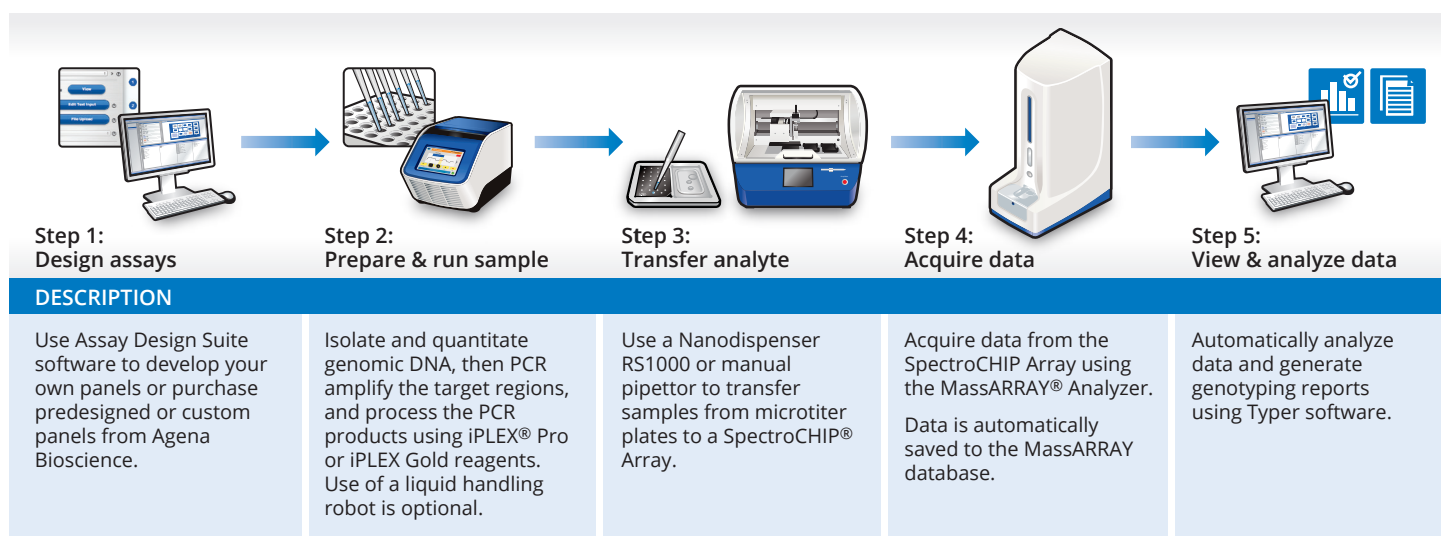 View
Edit Text Input
File Upload
Step 1:
Design assays
Step 2:
Prepare & run sample
Step 3:
Transfer analyte
Step 4:
Acquire data
Step 5:
View & analyze data
DESCRIPTION
Use Assay Design Suite
software to develop your
own panels or purchase
predesigned or custom
panels from Agena
Bioscience.
Isolate and quantitate
genomic DNA, then PCR
amplify the target regions,
and process the PCR
products using iPLEX® Pro
or iPLEX Gold reagents.
Use of a liquid handling
robot is optional.
Use a Nanodispenser
RS1000 or manual
pipettor to transfer
samples from microtiter
plates to a SpectroCHIP®
Array.
Acquire data from the
SpectroCHIP Array using
the MassARRAY® Analyzer.
Data is automatically
saved to the MassARRAY
database.
Automatically analyze
data and generate
genotyping reports
using Typer software.